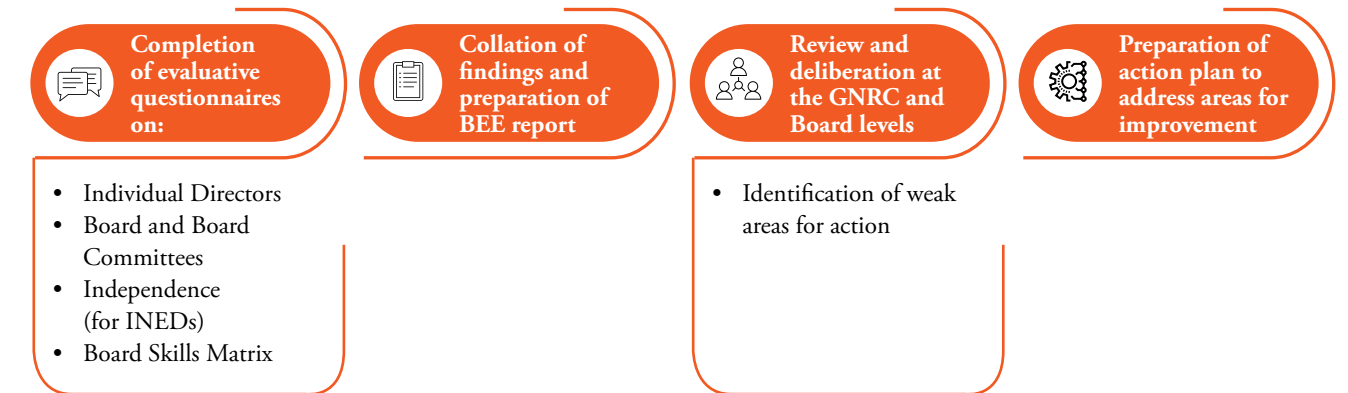 Completion
of evaluative
questionnaires
on:
• Individual Directors
• Board and Board
Committees
• Independence
(for INEDs)
• Board Skills Matrix
Collation of
findings and
preparation of
BEE report
Review and
deliberation at
the GNRC and
Board levels
• Identification of weak
areas for action
Preparation of
action plan to
address areas for
improvement